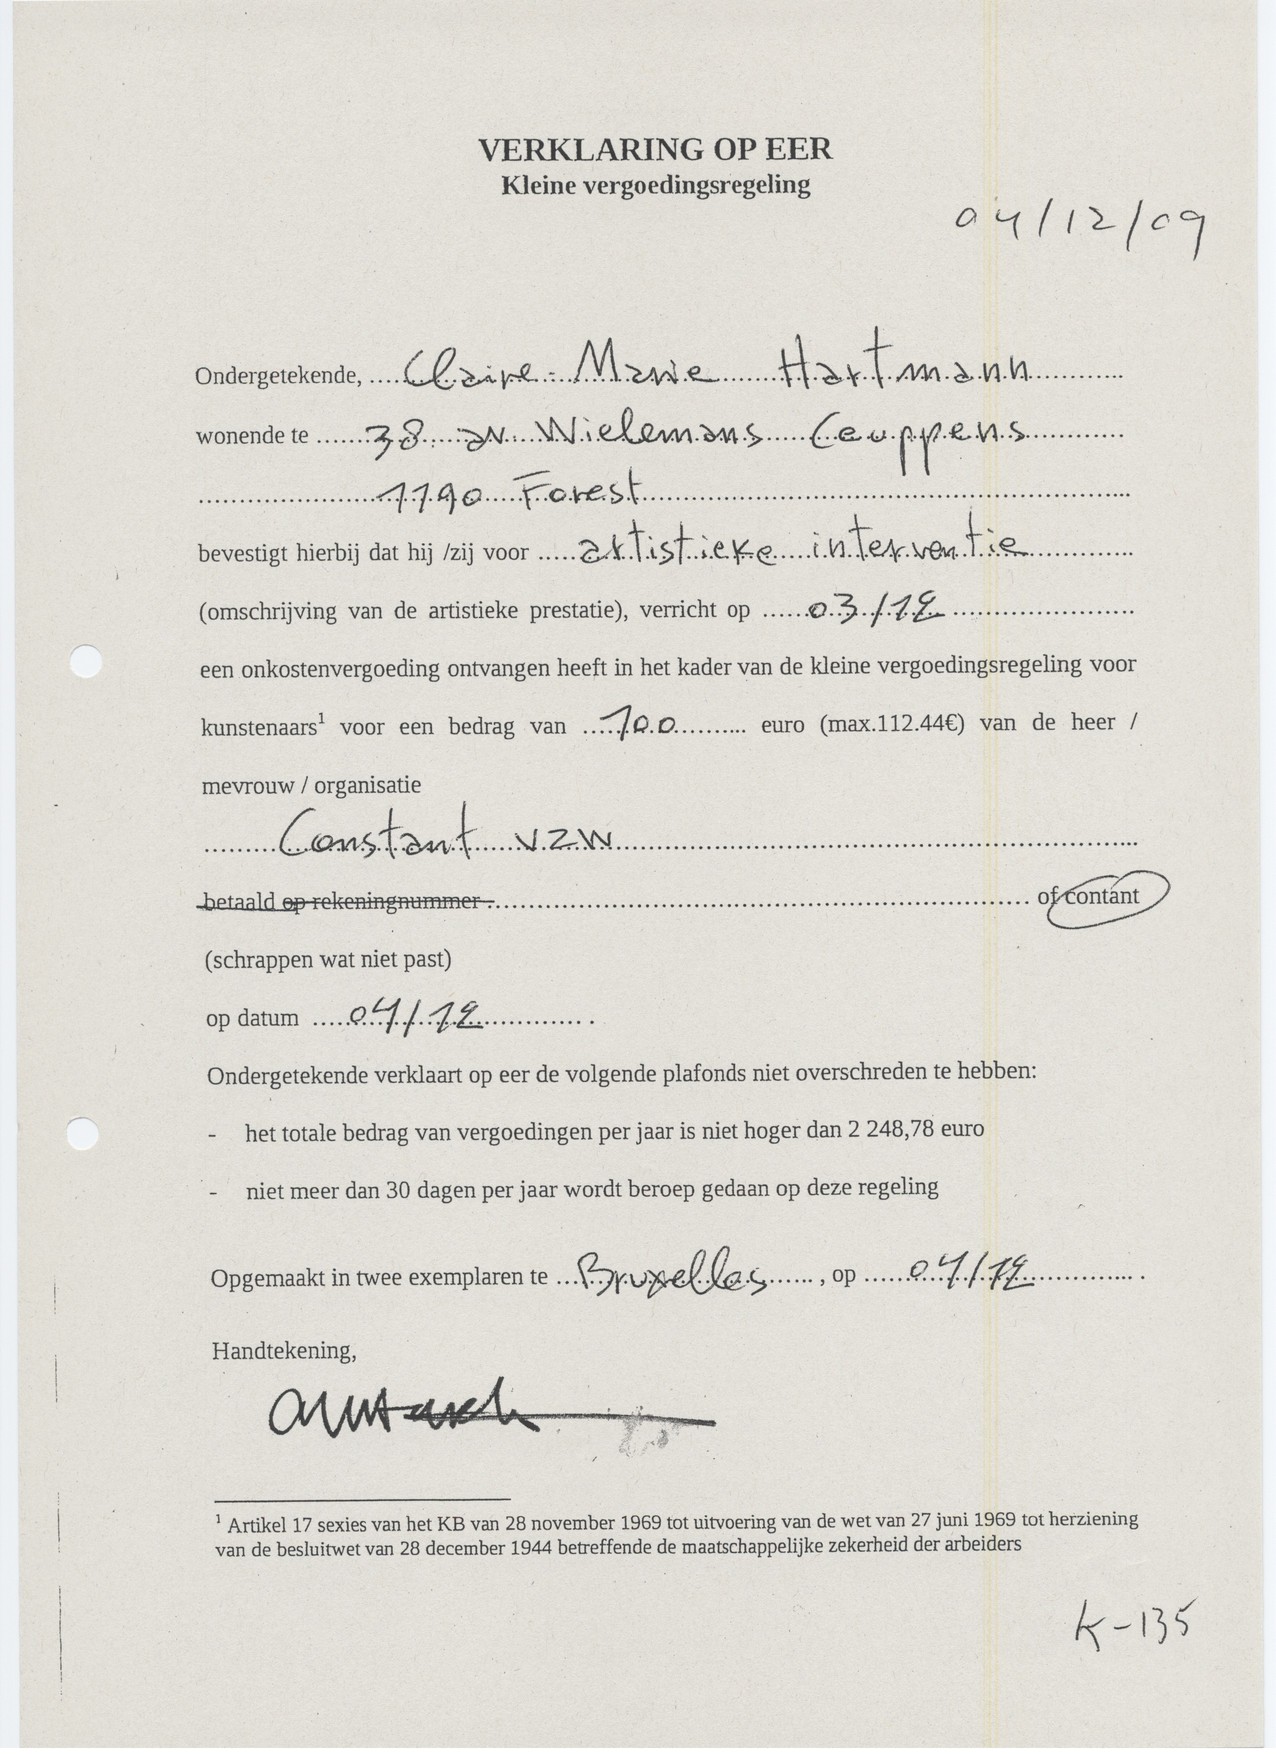 VERKLARING OP EER
Kleine vergoedingsregeling
04/12/09
Ondergetekende, ....Claire-Marie Hartmann............
wonende te .......38 av. Wielemans Ceuppens............
....................1190 Forest............
bevestigt hierbij dat hij /zij voor .....artistieke interventie............
(omschrijving van de artistieke prestatie), verricht op ......03/12............
een onkostenvergoeding ontvangen heeft in het kader van de kleine vergoedingsregeling voor
kunstenaars¹ voor een bedrag van ....100.......... euro (max.112.44€) van de heer /
mevrouw / organisatie
.........Constant vzw............
betaald op rekeningnummer :............ of contant
(schrappen wat niet past)
op datum .....04/12............ .
Ondergetekende verklaart op eer de volgende plafonds niet overschreden te hebben:
- het totale bedrag van vergoedingen per jaar is niet hoger dan 2 248,78 euro
- niet meer dan 30 dagen per jaar wordt beroep gedaan op deze regeling
Opgemaakt in twee exemplaren te ...Bruxelles...... , op ......04/12............ .
Handtekening,
¹ Artikel 17 sexies van het KB van 28 november 1969 tot uitvoering van de wet van 27 juni 1969 tot herziening
van de besluitwet van 28 december 1944 betreffende de maatschappelijke zekerheid der arbeiders
K-135